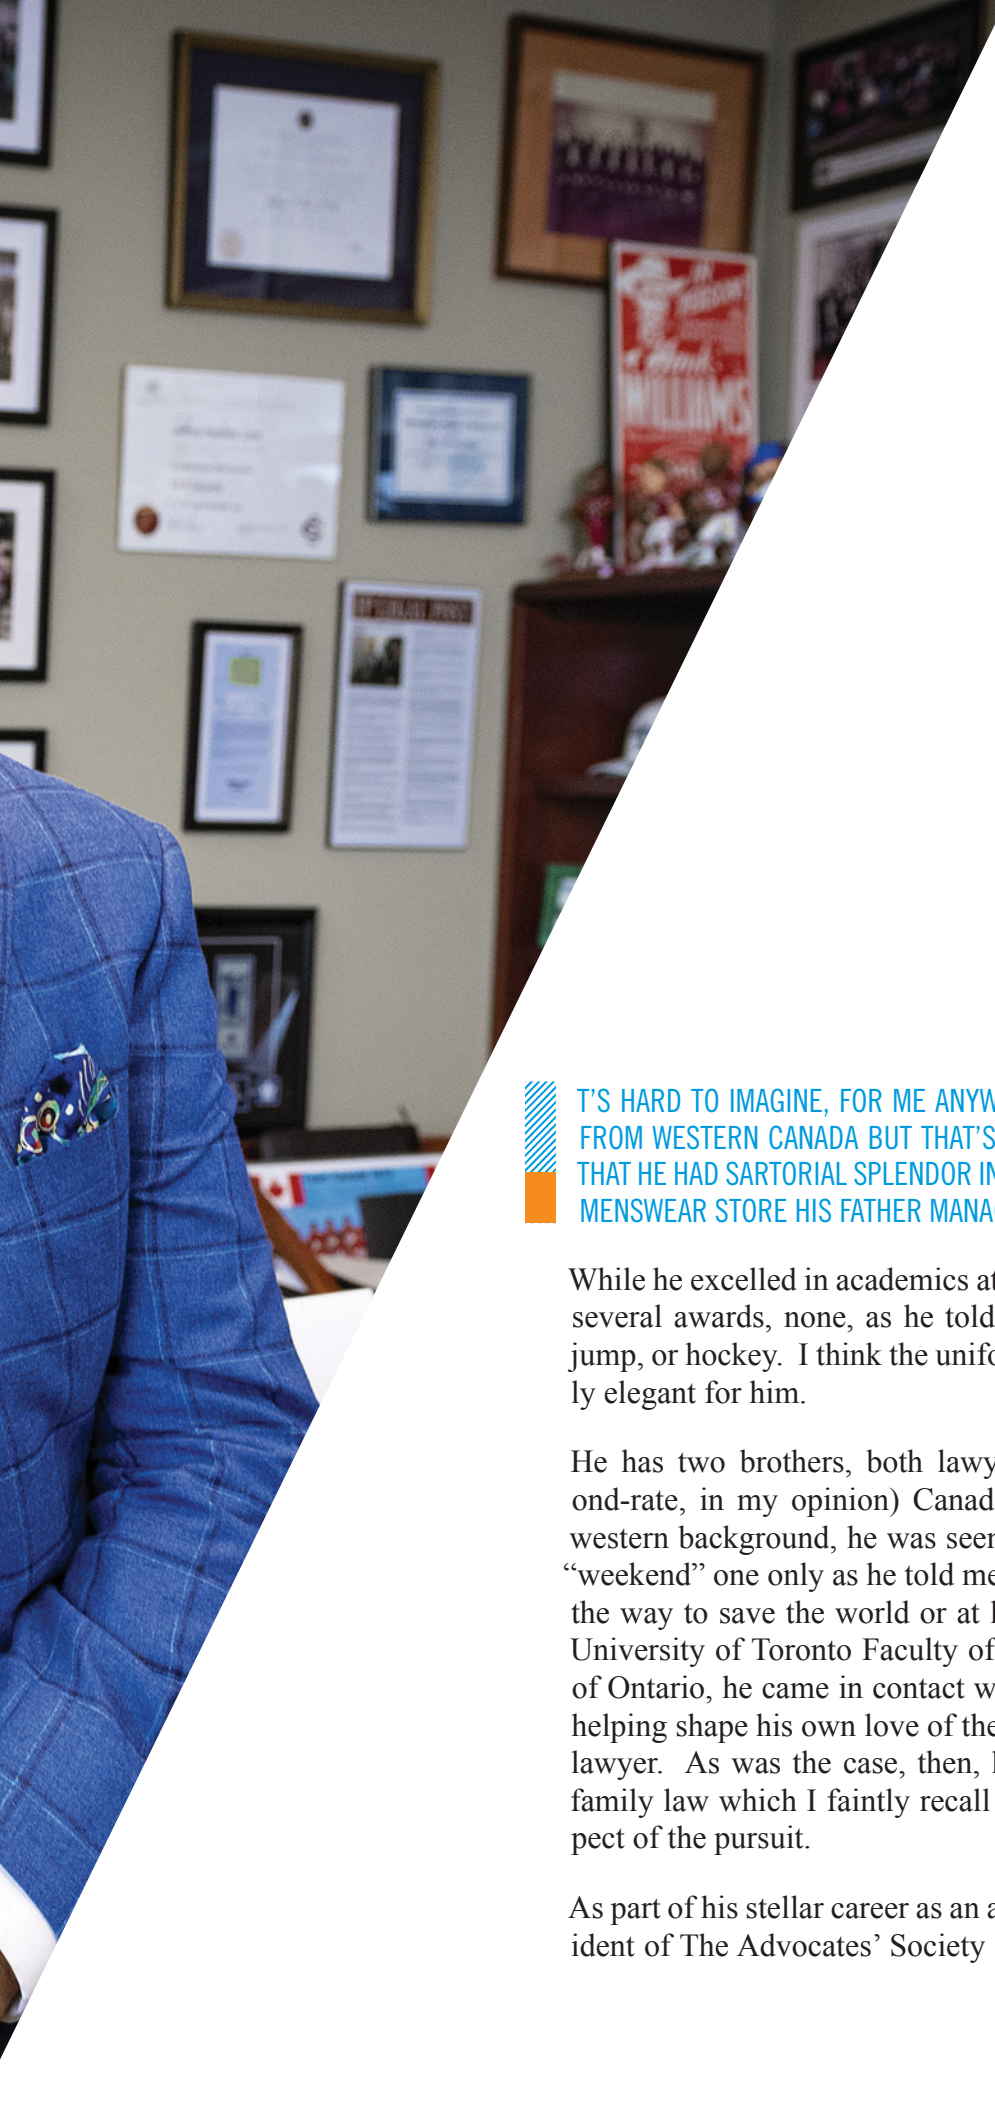 Hank
WILLIAMS
T’S HARD TO IMAGINE, FOR ME ANYW
FROM WESTERN CANADA BUT THAT’S
THAT HE HAD SARTORIAL SPLENDOR IN
MENSWEAR STORE HIS FATHER MANAG
While he excelled in academics at
several awards, none, as he told
jump, or hockey.  I think the unifo
ly elegant for him.
He has two brothers, both lawy
ond-rate, in my opinion) Canad
western background, he was seen
“weekend” one only as he told me
the way to save the world or at l
University of Toronto Faculty of
of Ontario, he came in contact w
helping shape his own love of the
lawyer.  As was the case, then, h
family law which I faintly recall
pect of the pursuit.
As part of his stellar career as an a
ident of The Advocates’ Society